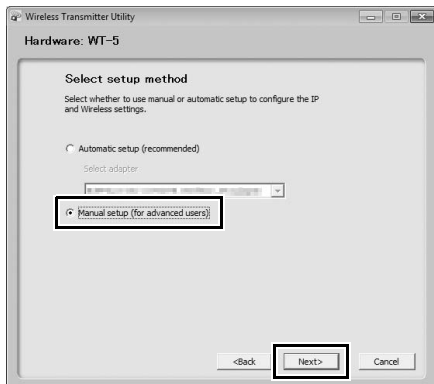 Wireless Transmitter Utility
Hardware: WT-5
Select setup method
Select whether to use manual or automatic setup to configure the IP
and Wireless settings.
Automatic setup (recommended)
Select adapter
Manual setup (for advanced users)
<Back Next> Cancel